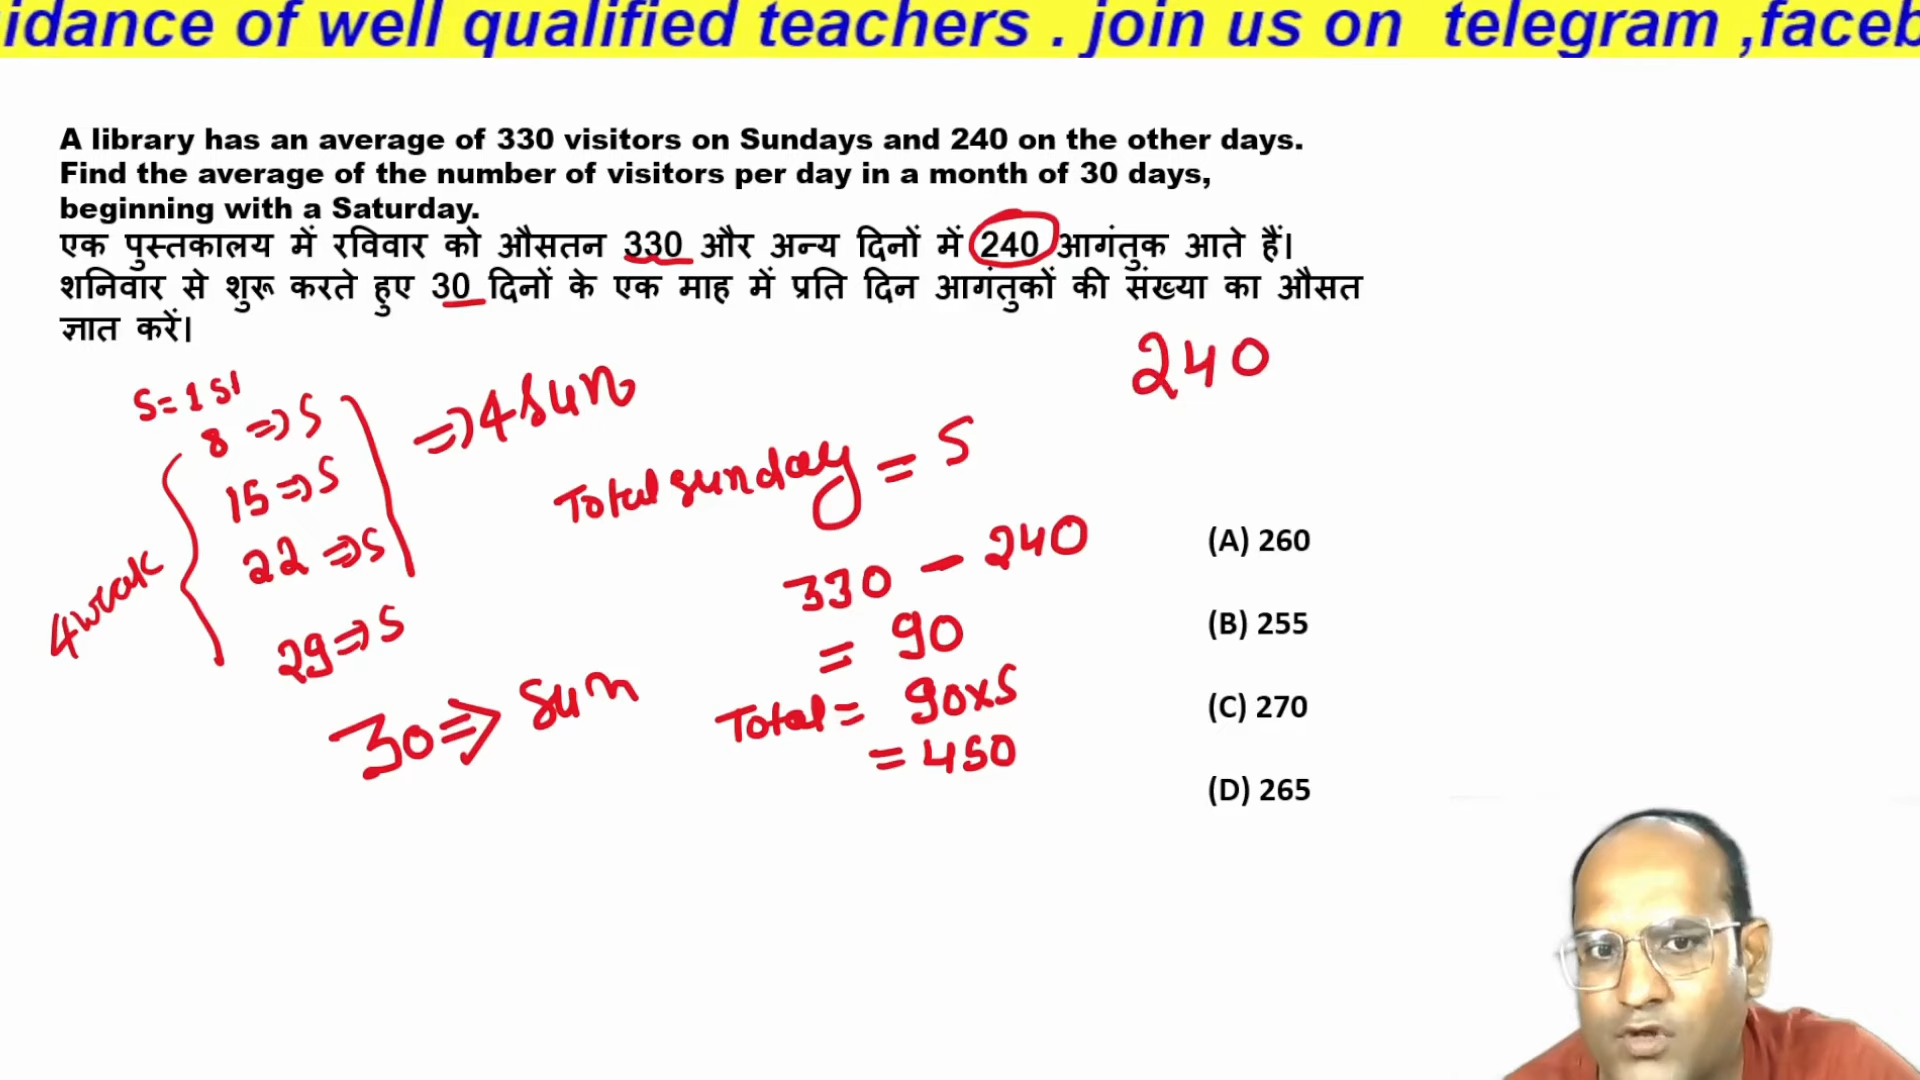 idance of well qualified teachers . join us on telegram ,faceb
A library has an average of 330 visitors on Sundays and 240 on the other days.
Find the average of the number of visitors per day in a month of 30 days,
beginning with a Saturday.
एक पुस्तकालय में रविवार को औसतन 330 और अन्य दिनों में 240 आगंतुक आते हैं।
शनिवार से शुरू करते हुए 30 दिनों के एक माह में प्रति दिन आगंतुकों की संख्या का औसत
ज्ञात करें।
240
S=1st
8 => S
15 => S
22 => S
29 => S
4 weak
=> 4 Sun
30 => Sun
Total sunday = 5
330 - 240
= 90
Total = 90x5
= 450
(A) 260
(B) 255
(C) 270
(D) 265